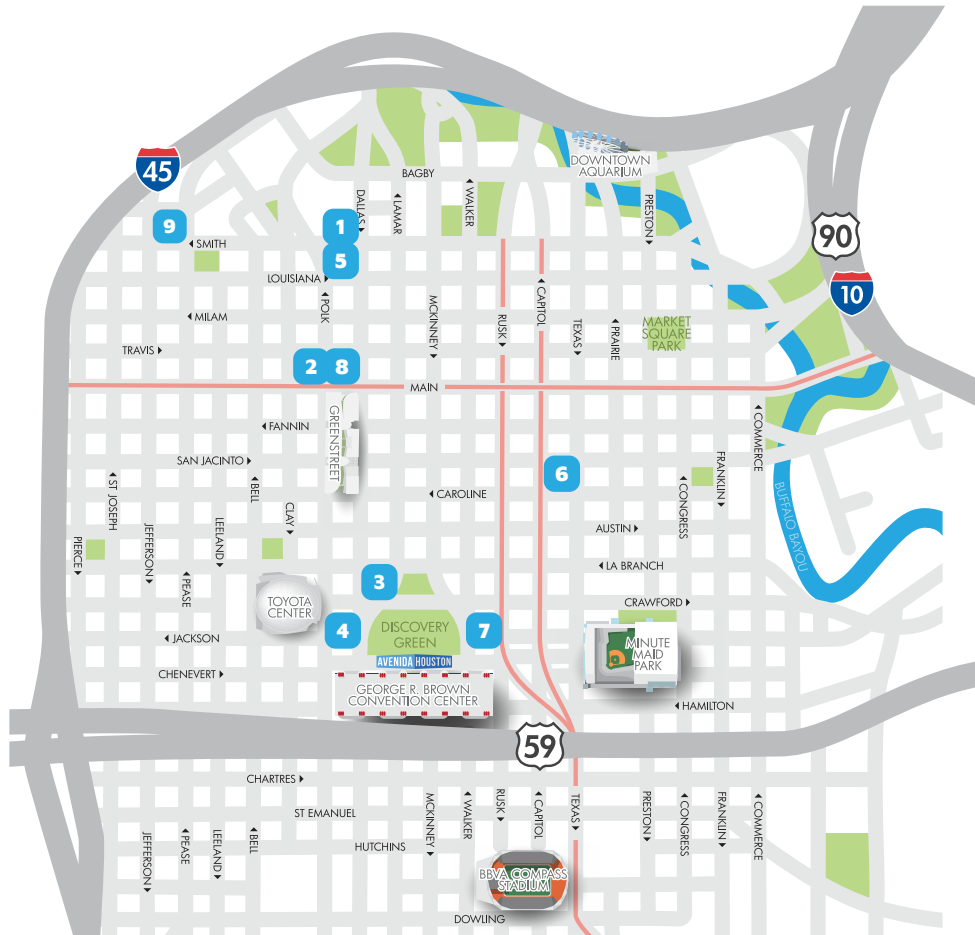 45
DOWNTOWN
AQUARIUM
BAGBY
DALLAS
LAMAR
WALKER
PRESTON
9
1
SMITH
90
5
LOUISIANA
10
POLK
CAPITOL
MILAM
MCKINNEY
RUSK
TEXAS
PRAIRIE
MARKET
SQUARE
PARK
TRAVIS
2
8
MAIN
GREENSTREET
FANNIN
COMMERCE
SAN JACINTO
6
BELL
FRANKLIN
CAROLINE
CONGRESS
BUFFALO BAYOU
ST JOSEPH
CLAY
AUSTIN
JEFFERSON
LEELAND
PIERCE
PEASE
LA BRANCH
3
TOYOTA
CENTER
CRAWFORD
4
DISCOVERY
GREEN
7
JACKSON
MINUTE
MAID
PARK
AVENIDA HOUSTON
CHENEVERT
GEORGE R. BROWN
CONVENTION CENTER
HAMILTON
59
CHARTRES
ST EMANUEL
MCKINNEY
WALKER
RUSK
CAPITOL
TEXAS
PRESTON
CONGRESS
FRANKLIN
COMMERCE
JEFFERSON
PEASE
LEELAND
BELL
HUTCHINS
BBVA COMPASS
STADIUM
DOWLING